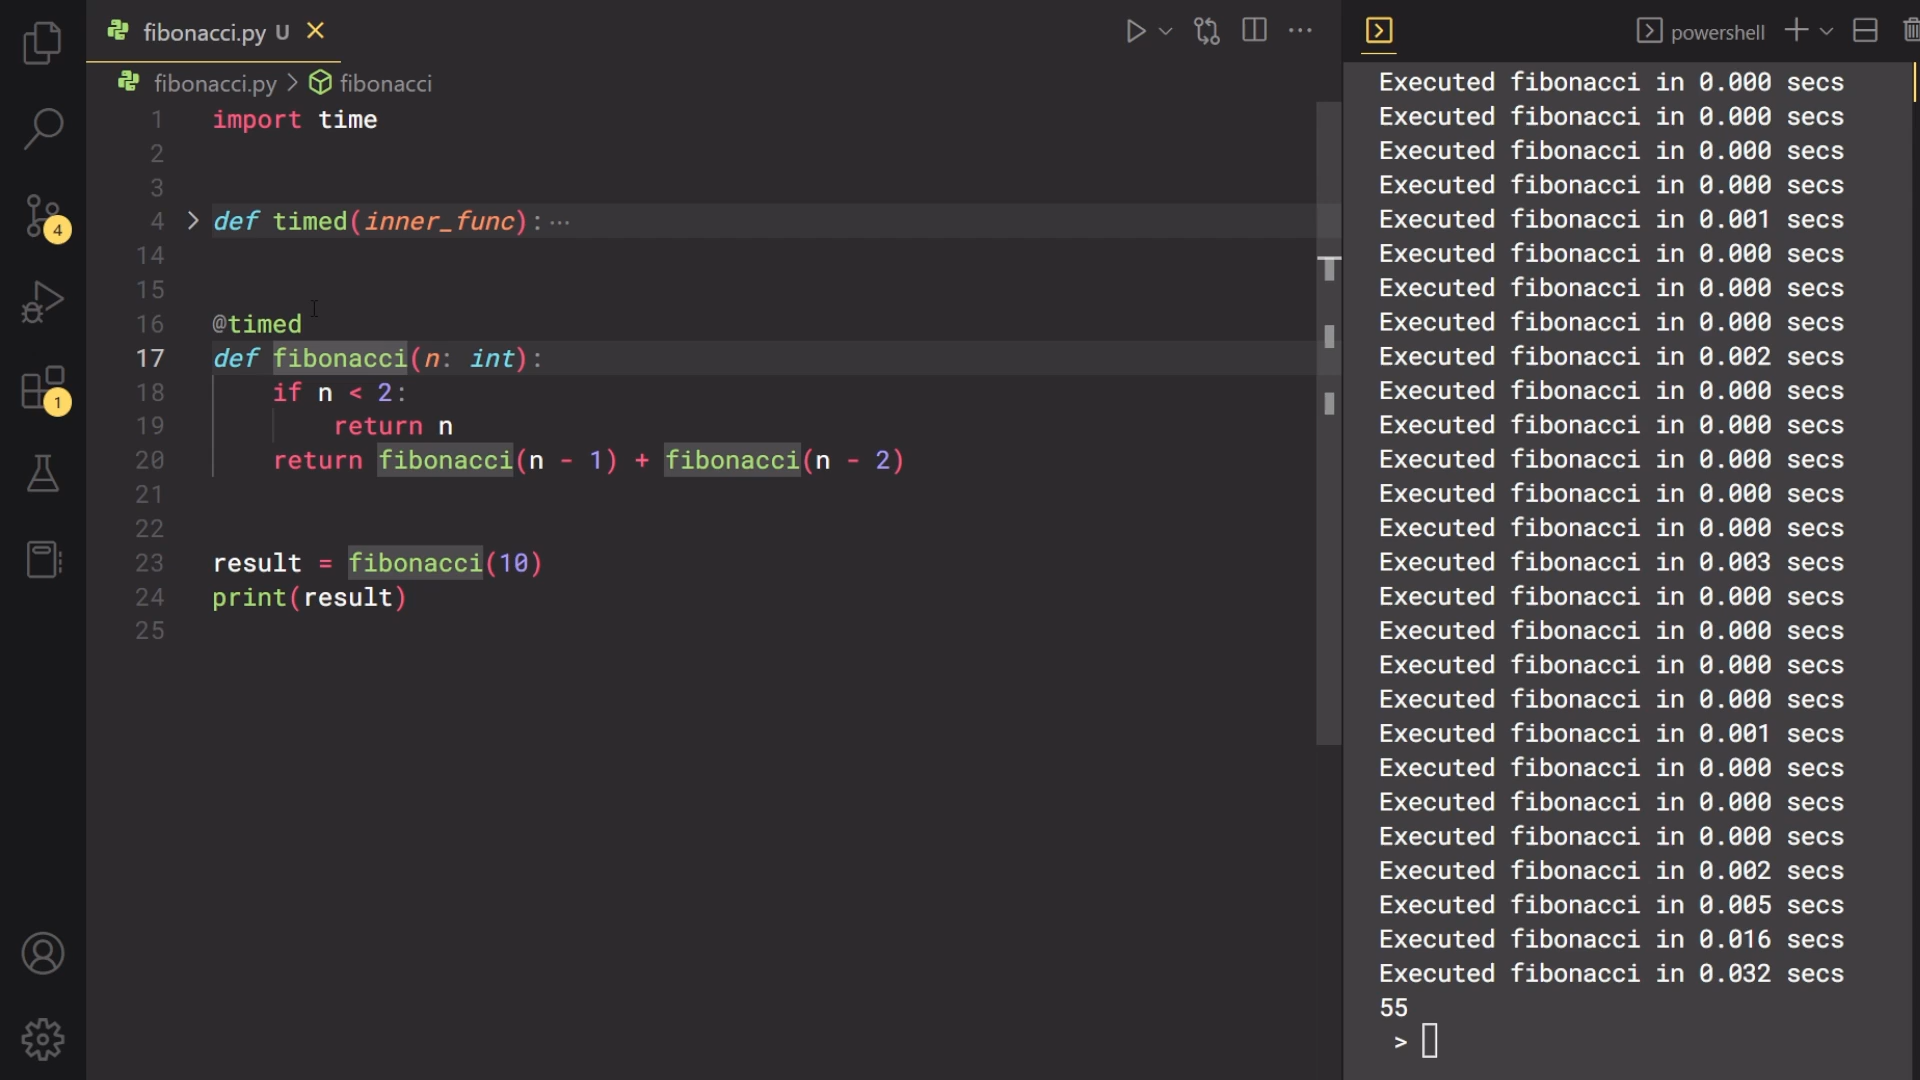 fibonacci.py U
powershell
fibonacci.py > fibonacci
1 import time
2
3
4 > def timed(inner_func):…
14
15
16 @timed
17 def fibonacci(n: int):
18 if n < 2:
19 return n
20 return fibonacci(n - 1) + fibonacci(n - 2)
21
22
23 result = fibonacci(10)
24 print(result)
25
4
1
Executed fibonacci in 0.000 secs
Executed fibonacci in 0.000 secs
Executed fibonacci in 0.000 secs
Executed fibonacci in 0.000 secs
Executed fibonacci in 0.001 secs
Executed fibonacci in 0.000 secs
Executed fibonacci in 0.000 secs
Executed fibonacci in 0.000 secs
Executed fibonacci in 0.002 secs
Executed fibonacci in 0.000 secs
Executed fibonacci in 0.000 secs
Executed fibonacci in 0.000 secs
Executed fibonacci in 0.000 secs
Executed fibonacci in 0.000 secs
Executed fibonacci in 0.003 secs
Executed fibonacci in 0.000 secs
Executed fibonacci in 0.000 secs
Executed fibonacci in 0.000 secs
Executed fibonacci in 0.000 secs
Executed fibonacci in 0.001 secs
Executed fibonacci in 0.000 secs
Executed fibonacci in 0.000 secs
Executed fibonacci in 0.000 secs
Executed fibonacci in 0.002 secs
Executed fibonacci in 0.005 secs
Executed fibonacci in 0.016 secs
Executed fibonacci in 0.032 secs
55
>